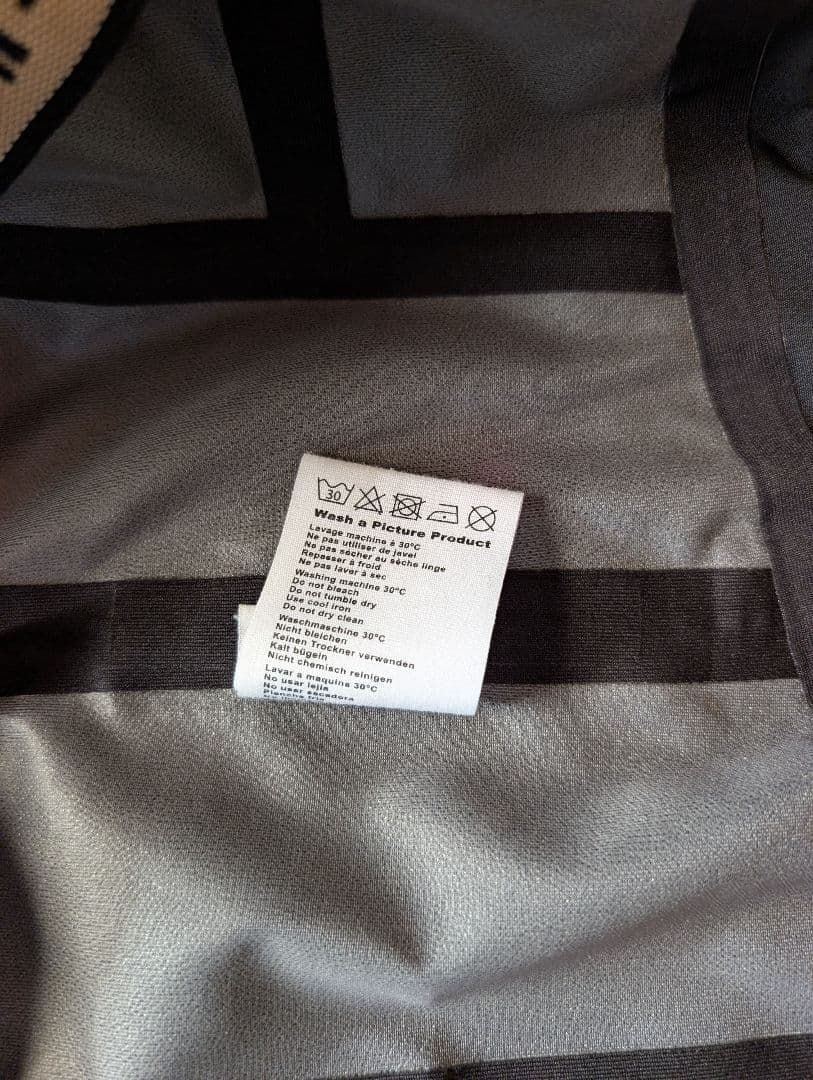 30
Wash a Picture Product
Lavage machine à 30°C
Ne pas utiliser de javel
Ne pas sécher au sèche linge
Repasser à froid
Ne pas laver à sec
Washing machine 30°C
Do not bleach
Do not tumble dry
Use cool iron
Do not dry clean
Waschmaschine 30°C
Nicht bleichen
Keinen Trockner verwenden
Kalt bügeln
Nicht chemisch reinigen
Lavar a maquina 30°C
No usar lejia
No usar secadora
Plancha fria